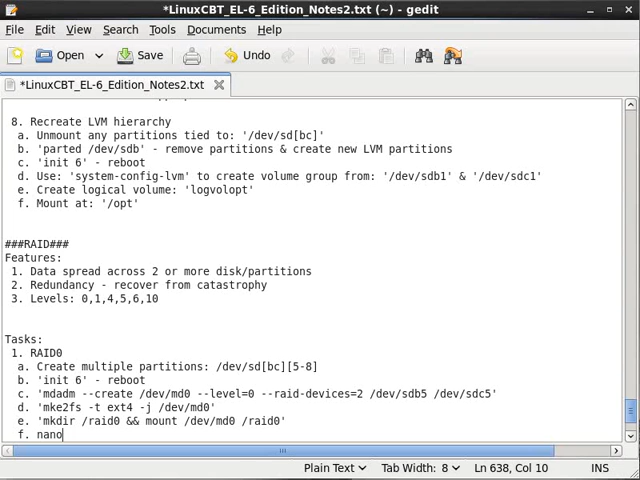 *LinuxCBT_EL-6_Edition_Notes2.txt (~) - gedit
File Edit View Search Tools Documents Help
Open Save Undo
*LinuxCBT_EL-6_Edition_Notes2.txt
8. Recreate LVM hierarchy
a. Unmount any partitions tied to: '/dev/sd[bc]'
b. 'parted /dev/sdb' - remove partitions & create new LVM partitions
c. 'init 6' - reboot
d. Use: 'system-config-lvm' to create volume group from: '/dev/sdb1' & '/dev/sdc1'
e. Create logical volume: 'logvolopt'
f. Mount at: '/opt'
###RAID###
Features:
1. Data spread across 2 or more disk/partitions
2. Redundancy - recover from catastrophy
3. Levels: 0,1,4,5,6,10
Tasks:
1. RAID0
a. Create multiple partitions: /dev/sd[bc][5-8]
b. 'init 6' - reboot
c. 'mdadm --create /dev/md0 --level=0 --raid-devices=2 /dev/sdb5 /dev/sdc5'
d. 'mke2fs -t ext4 -j /dev/md0'
e. 'mkdir /raid0 && mount /dev/md0 /raid0'
f. nano
Plain Text Tab Width: 8 Ln 638, Col 10 INS